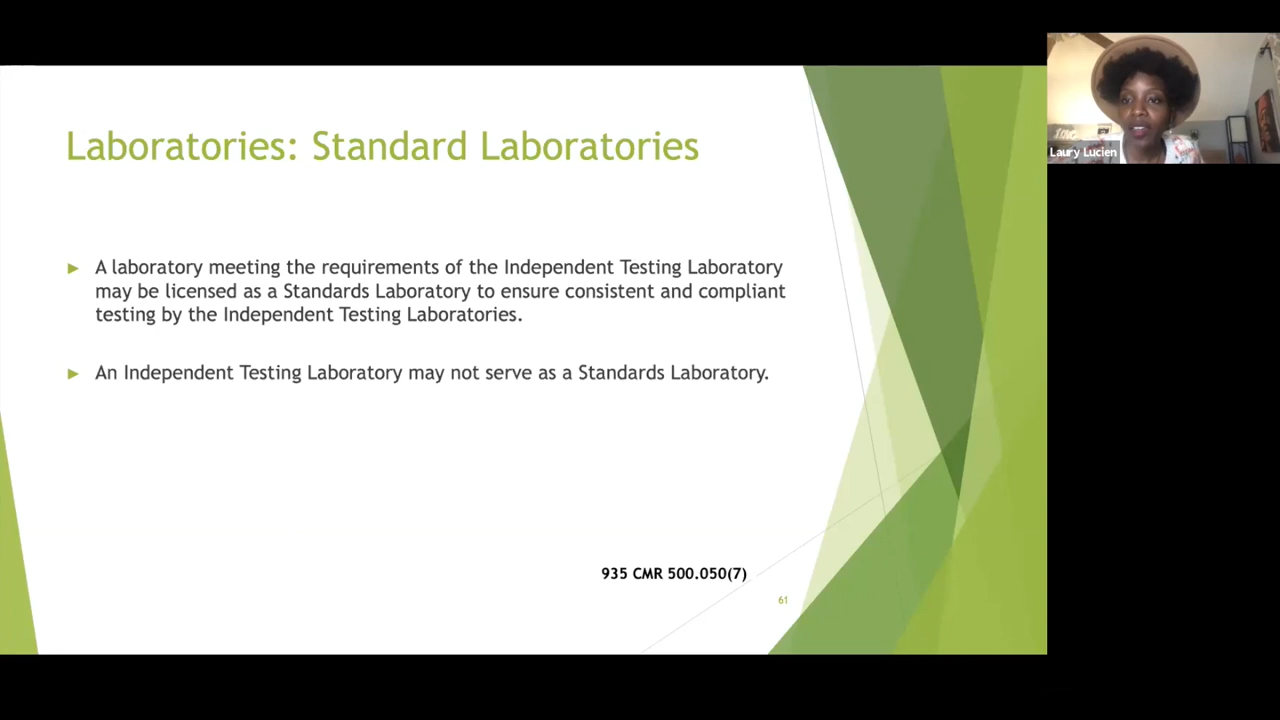 Laboratories: Standard Laboratories
A laboratory meeting the requirements of the Independent Testing Laboratory
may be licensed as a Standards Laboratory to ensure consistent and compliant
testing by the Independent Testing Laboratories.
An Independent Testing Laboratory may not serve as a Standards Laboratory.
935 CMR 500.050(7)
61
LOVE
Laury Lucien